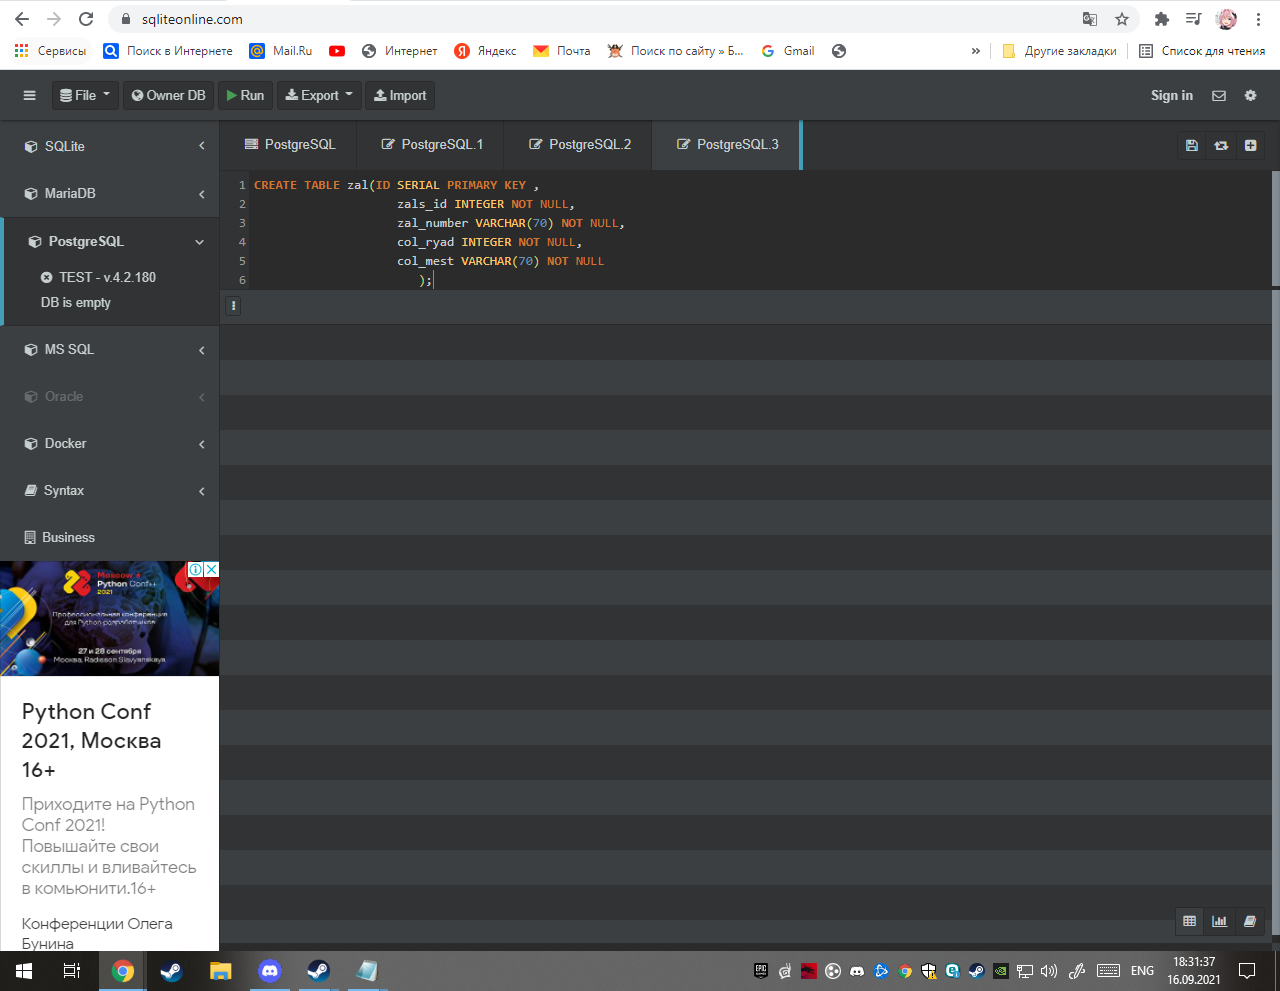 sqliteonline.com
Сервисы
Поиск в Интернете
Mail.Ru
Интернет
Яндекс
Почта
Поиск по сайту » Б...
Gmail
»
Другие закладки
Список для чтения
File
Owner DB
Run
Export
Import
Sign in
SQLite
MariaDB
PostgreSQL
TEST - v.4.2.180
DB is empty
MS SQL
Oracle
Docker
Syntax
Business
PostgreSQL
PostgreSQL.1
PostgreSQL.2
PostgreSQL.3
1 CREATE TABLE zal(ID SERIAL PRIMARY KEY ,
2 zals_id INTEGER NOT NULL,
3 zal_number VARCHAR(70) NOT NULL,
4 col_ryad INTEGER NOT NULL,
5 col_mest VARCHAR(70) NOT NULL
6 );
Moscow
Python Conf++
2021
Профессиональная конференция
для Python-разработчиков
27 и 28 сентября
Москва, Radisson Slavyanskaya
Python Conf
2021, Москва
16+
Приходите на Python
Conf 2021!
Повышайте свои
скиллы и вливайтесь
в комьюнити.16+
Конференции Олега
Бунина
EPIC
ENG
18:31:37
16.09.2021